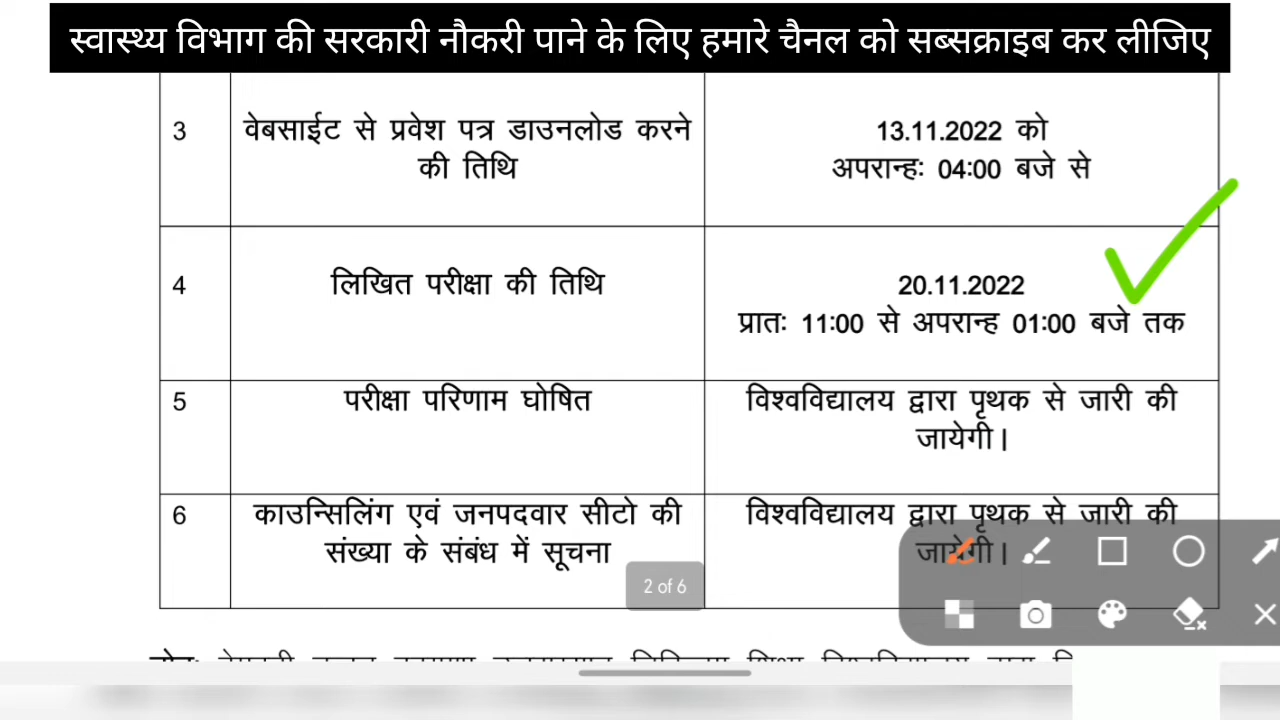 स्वास्थ्य विभाग की सरकारी नौकरी पाने के लिए हमारे चैनल को सब्सक्राइब कर लीजिए
3
वेबसाईट से प्रवेश पत्र डाउनलोड करने
की तिथि
13.11.2022 को
अपरान्हः 04:00 बजे से
4
लिखित परीक्षा की तिथि
20.11.2022
प्रातः 11:00 से अपरान्ह 01:00 बजे तक
5
परीक्षा परिणाम घोषित
विश्वविद्यालय द्वारा पृथक से जारी की
जायेगी।
6
काउन्सिलिंग एवं जनपदवार सीटो की
संख्या के संबंध में सूचना
विश्वविद्यालय द्वारा पृथक से जारी की
जायेगी।
2 of 6